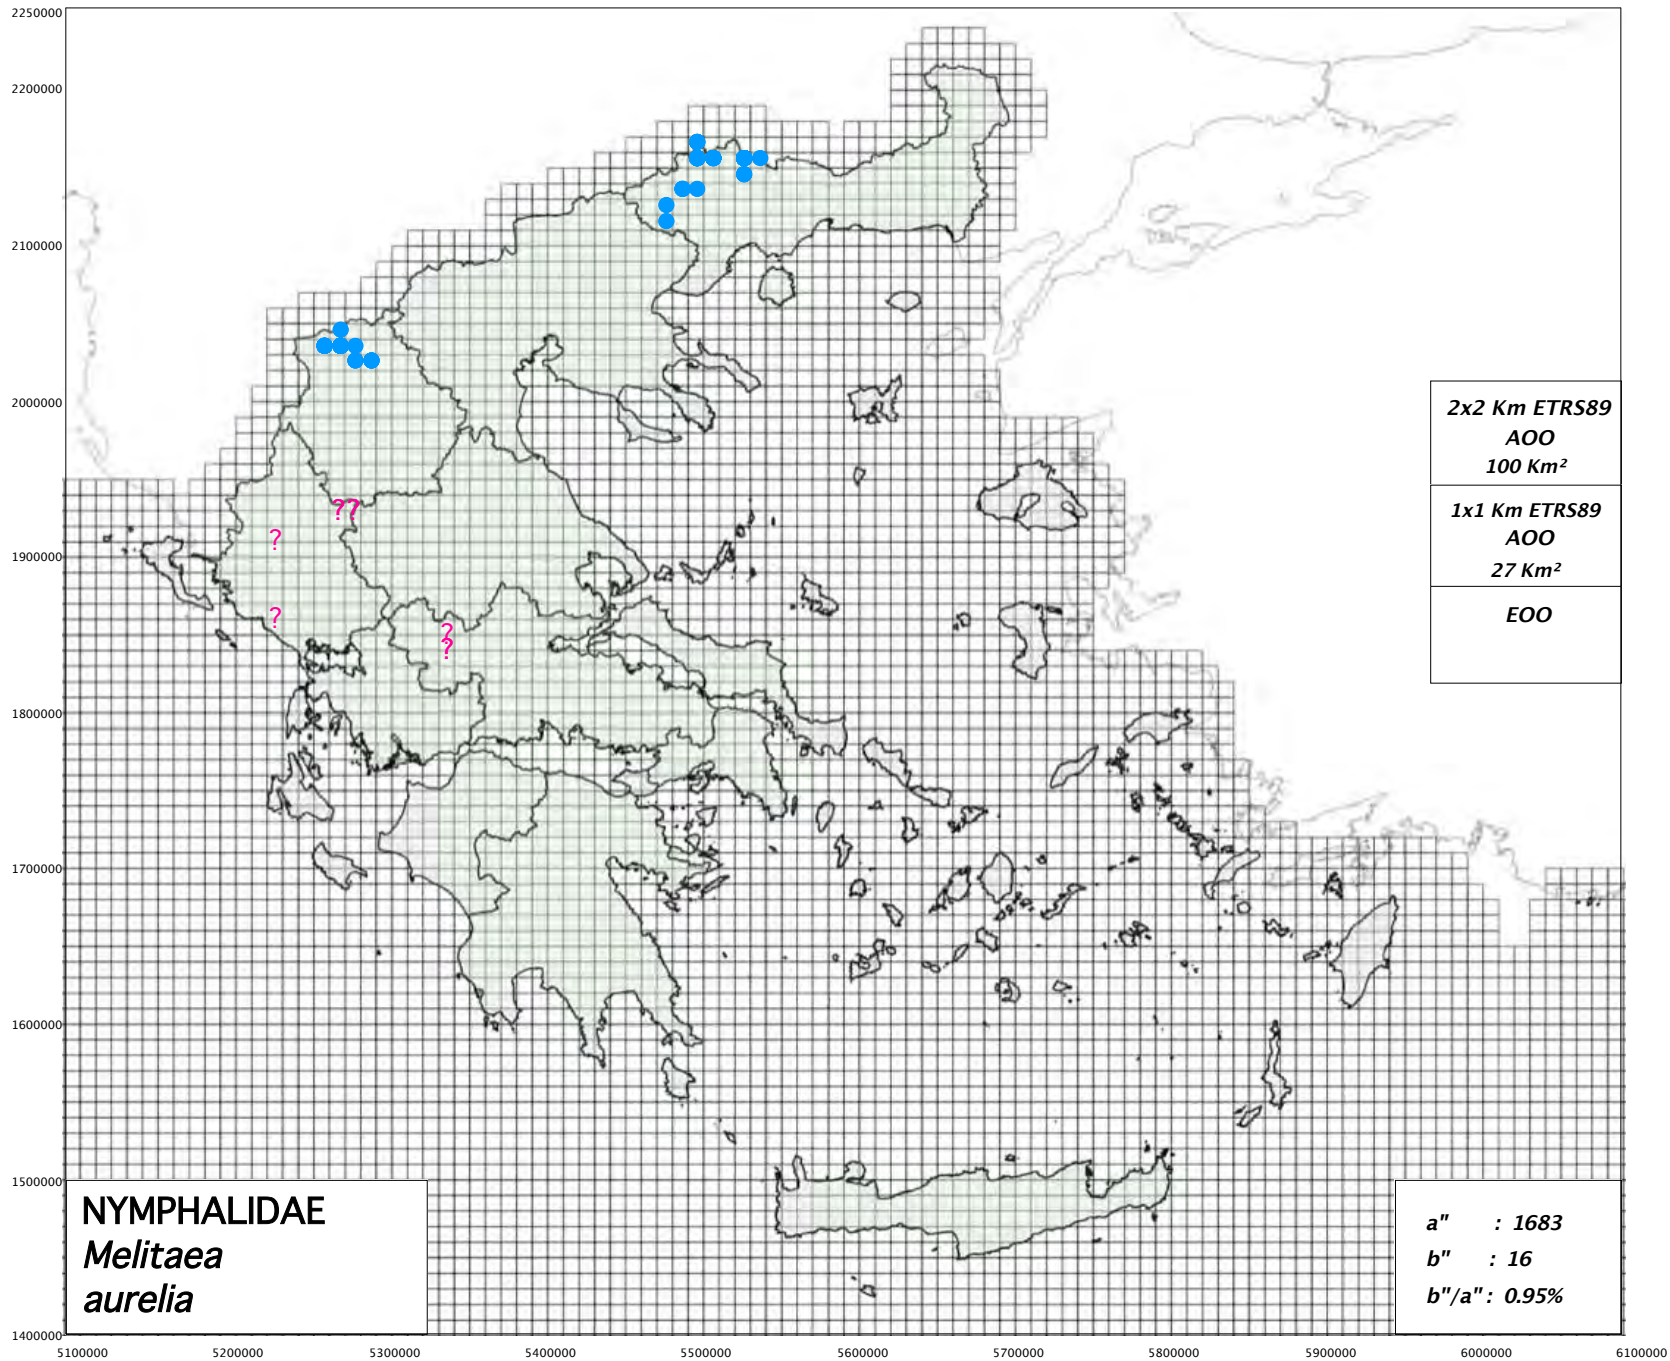 2250000
2200000
2100000
2000000
1900000
1800000
1700000
1600000
1500000
1400000
??
?
?
?
?
2x2 Km ETRS89
AOO
100 Km²
1x1 Km ETRS89
AOO
27 Km²
EOO
NYMPHALIDAE
Melitaea
aurelia
a" : 1683
b" : 16
b"/a" : 0.95%
5100000 5200000 5300000 5400000 5500000 5600000 5700000 5800000 5900000 6000000 6100000